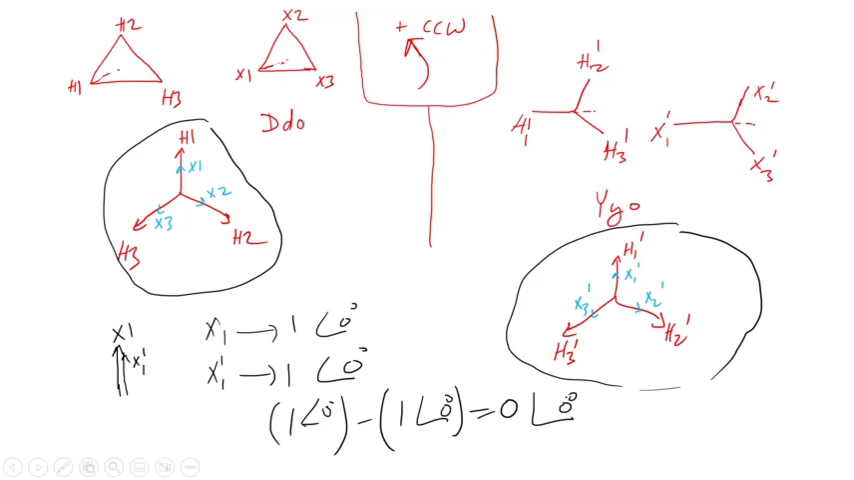 H2
H1
H3
X2
X1
X3
Ddo
+ CCW
H2'
H1'
H3'
X2'
X1'
X3'
Yyo
H1
X1
X2
X3
H3
H2
H1'
X1'
X3'
X2'
H3'
H2'
X1
X1'
X1 → 1 ∠0°
X1' → 1 ∠0°
(1∠0°) - (1∠0°) = 0 ∠0°